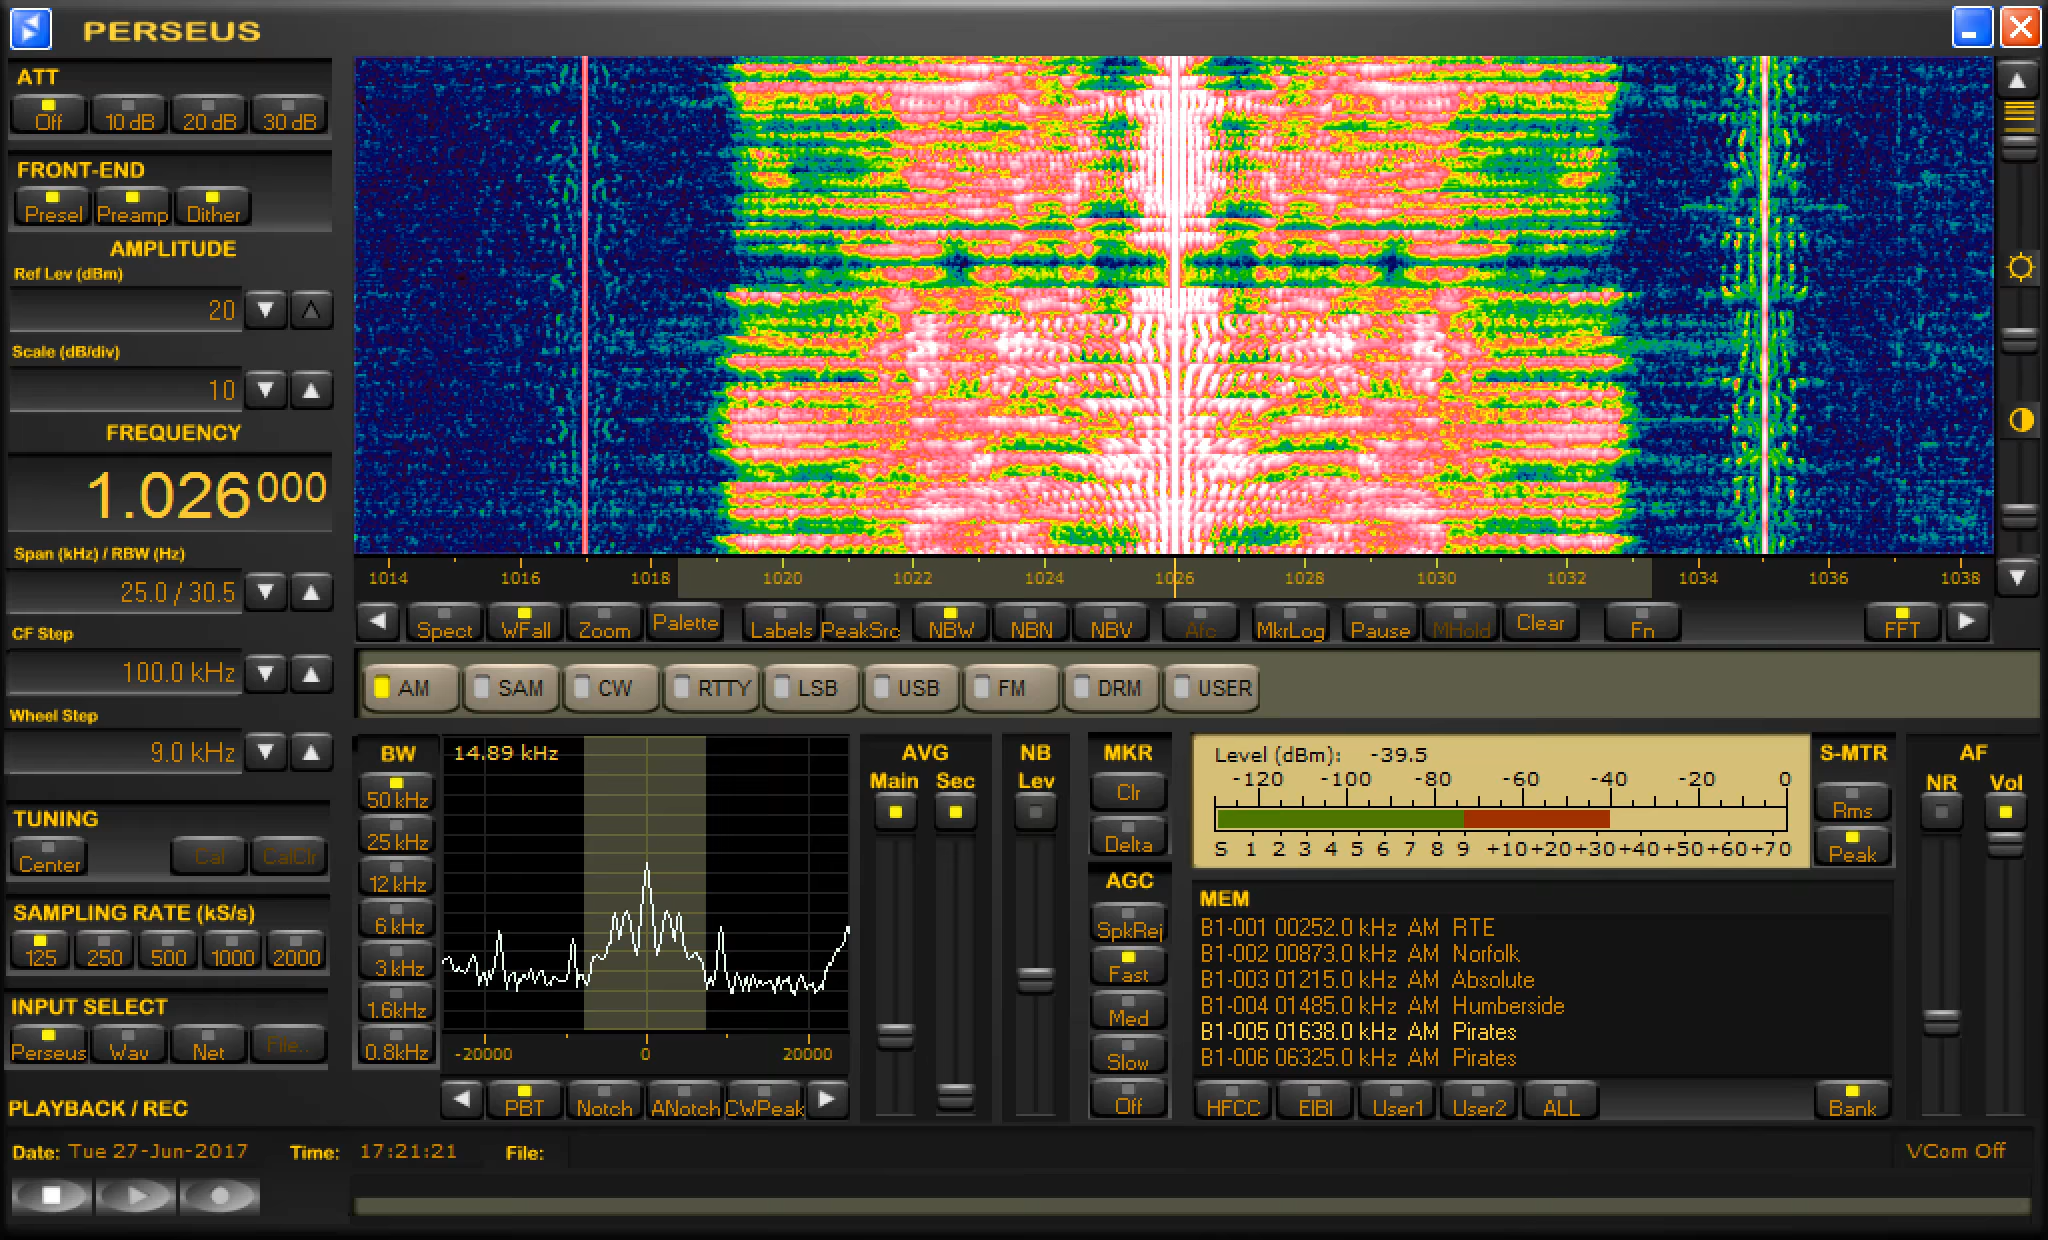 PERSEUS
ATT
Off 10 dB 20 dB 30 dB
FRONT-END
Presel Preamp Dither
AMPLITUDE
Ref Lev (dBm)
20
Scale (dB/div)
10
FREQUENCY
1.026000
Span (kHz) / RBW (Hz)
25.0 / 30.5
CF Step
100.0 kHz
Wheel Step
9.0 kHz
TUNING
Center Cal CalClr
SAMPLING RATE (kS/s)
125 250 500 1000 2000
INPUT SELECT
Perseus Wav Net File..
PLAYBACK / REC
1014 1016 1018 1020 1022 1024 1026 1028 1030 1032 1034 1036 1038
Spect WFall Zoom Palette Labels PeakSrc NBW NBN NBV Afc MkrLog Pause MHold Clear Fn FFT
AM SAM CW RTTY LSB USB FM DRM USER
BW
50 kHz
25 kHz
12 kHz
6 kHz
3 kHz
1.6kHz
0.8kHz
14.89 kHz
-20000 0 20000
PBT Notch ANotch CWPeak
AVG
Main Sec
NB
Lev
MKR
Clr
Delta
AGC
SpkRej
Fast
Med
Slow
Off
Level (dBm): -39.5
-120 -100 -80 -60 -40 -20 0
S 1 2 3 4 5 6 7 8 9 +10 +20 +30 +40 +50 +60 +70
S-MTR
Rms
Peak
AF
NR Vol
MEM
B1-001 00252.0 kHz AM RTE
B1-002 00873.0 kHz AM Norfolk
B1-003 01215.0 kHz AM Absolute
B1-004 01485.0 kHz AM Humberside
B1-005 01638.0 kHz AM Pirates
B1-006 06325.0 kHz AM Pirates
HFCC EIBI User1 User2 ALL Bank
Date: Tue 27-Jun-2017 Time: 17:21:21 File: VCom Off